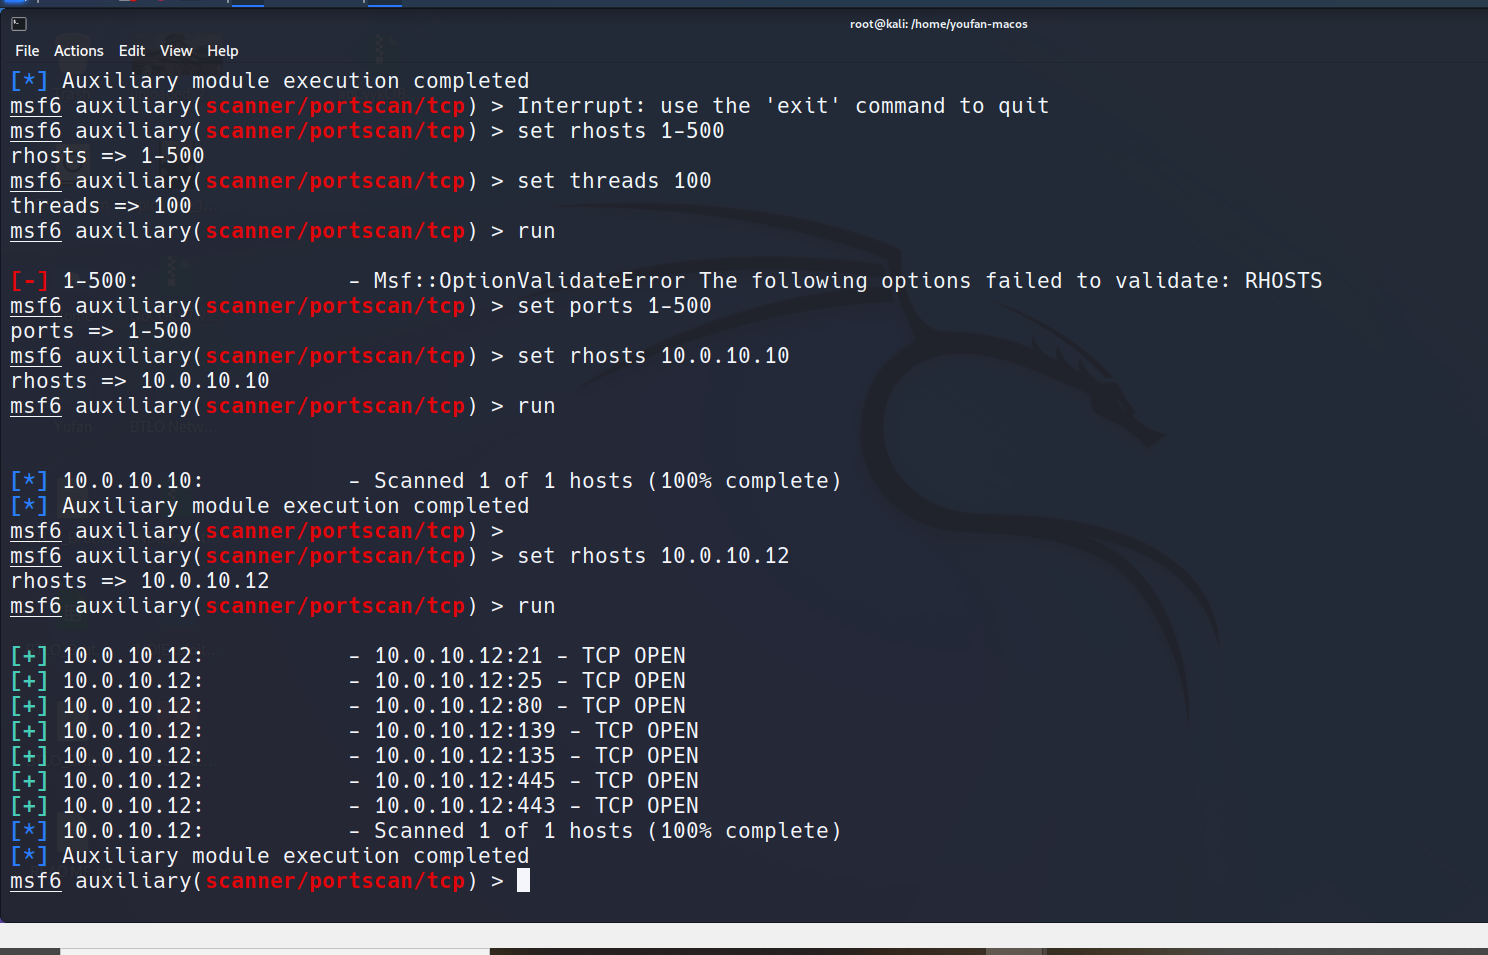 root@kali: /home/youfan-macos
File Actions Edit View Help
[*] Auxiliary module execution completed
msf6 auxiliary(scanner/portscan/tcp) > Interrupt: use the 'exit' command to quit
msf6 auxiliary(scanner/portscan/tcp) > set rhosts 1-500
rhosts => 1-500
msf6 auxiliary(scanner/portscan/tcp) > set threads 100
threads => 100
msf6 auxiliary(scanner/portscan/tcp) > run
[-] 1-500: - Msf::OptionValidateError The following options failed to validate: RHOSTS
msf6 auxiliary(scanner/portscan/tcp) > set ports 1-500
ports => 1-500
msf6 auxiliary(scanner/portscan/tcp) > set rhosts 10.0.10.10
rhosts => 10.0.10.10
msf6 auxiliary(scanner/portscan/tcp) > run
Yufan BTLO Netw...
[*] 10.0.10.10: - Scanned 1 of 1 hosts (100% complete)
[*] Auxiliary module execution completed
msf6 auxiliary(scanner/portscan/tcp) >
msf6 auxiliary(scanner/portscan/tcp) > set rhosts 10.0.10.12
rhosts => 10.0.10.12
msf6 auxiliary(scanner/portscan/tcp) > run
[+] 10.0.10.12: - 10.0.10.12:21 - TCP OPEN
[+] 10.0.10.12: - 10.0.10.12:25 - TCP OPEN
[+] 10.0.10.12: - 10.0.10.12:80 - TCP OPEN
[+] 10.0.10.12: - 10.0.10.12:139 - TCP OPEN
[+] 10.0.10.12: - 10.0.10.12:135 - TCP OPEN
[+] 10.0.10.12: - 10.0.10.12:445 - TCP OPEN
[+] 10.0.10.12: - 10.0.10.12:443 - TCP OPEN
[*] 10.0.10.12: - Scanned 1 of 1 hosts (100% complete)
[*] Auxiliary module execution completed
msf6 auxiliary(scanner/portscan/tcp) >